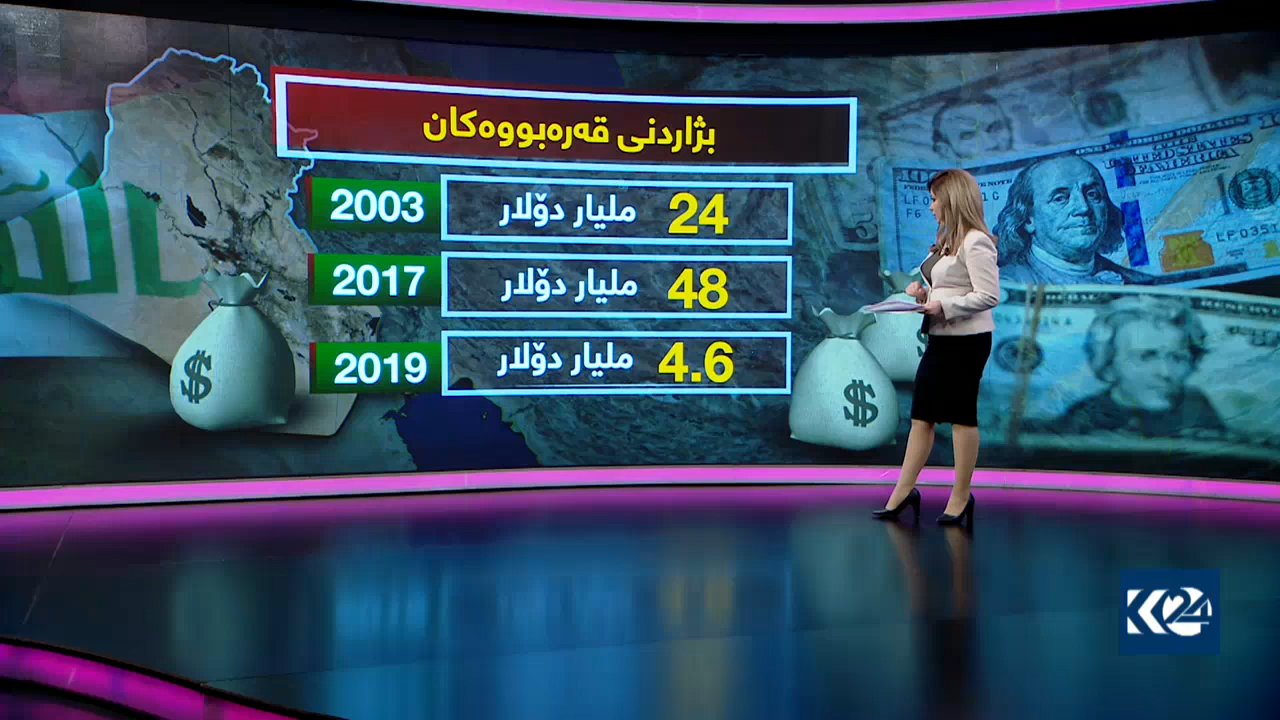 بژاردنی قەرەبووەکان
2003 24 ملیار دۆلار
2017 48 ملیار دۆلار
2019 4.6 ملیار دۆلار
K24